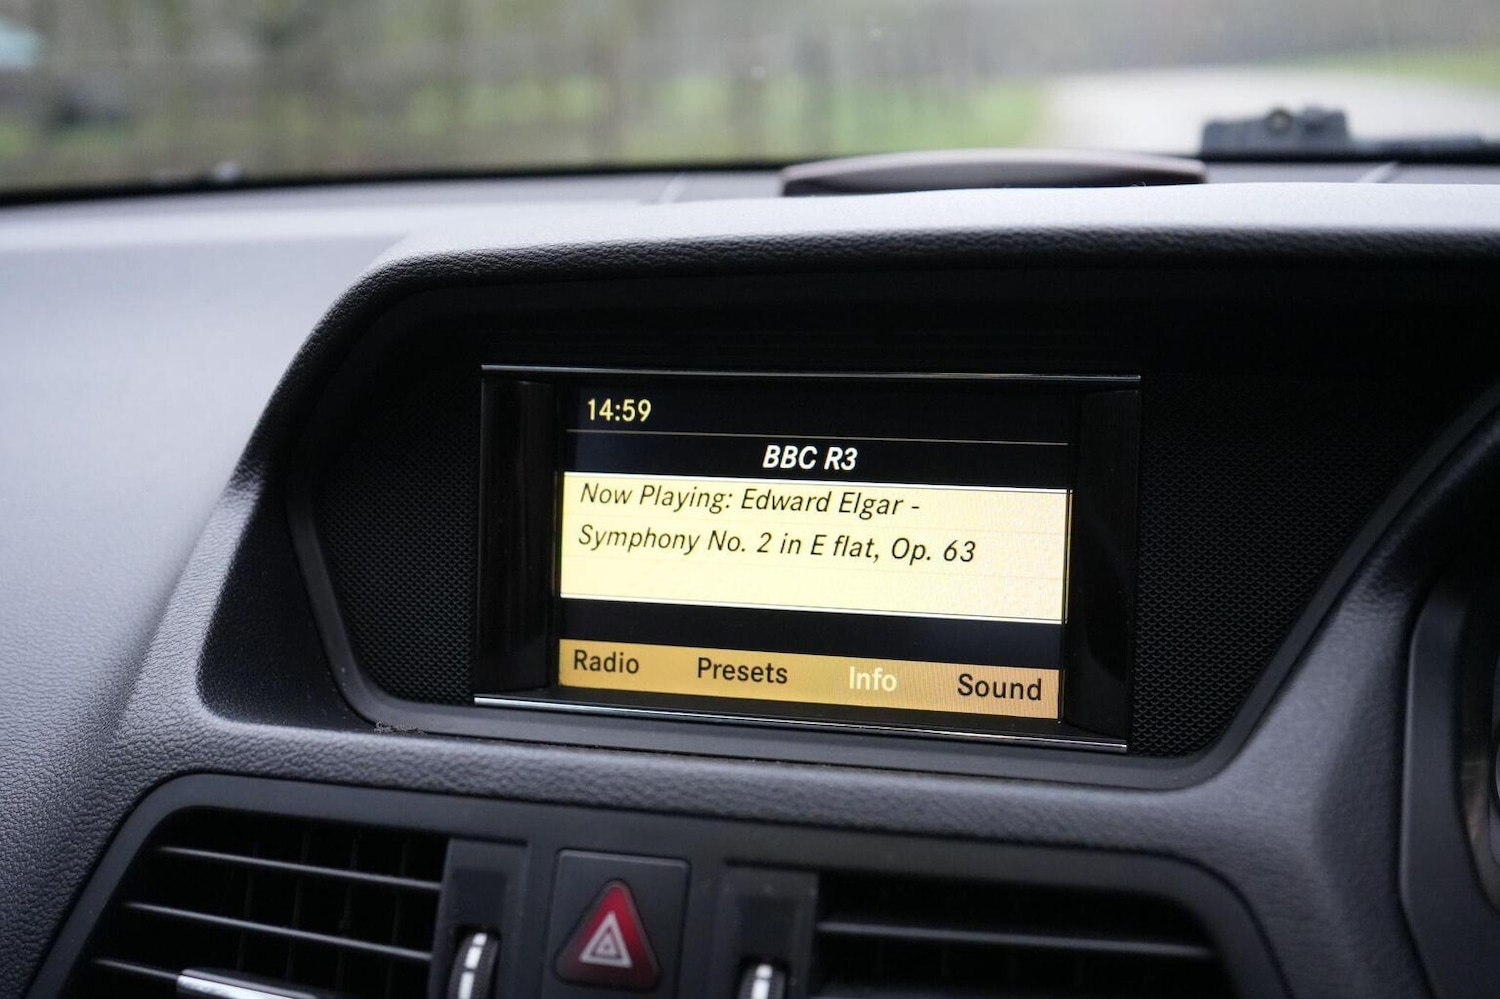 14:59
BBC R3
Now Playing: Edward Elgar -
Symphony No. 2 in E flat, Op. 63
Radio Presets Info Sound